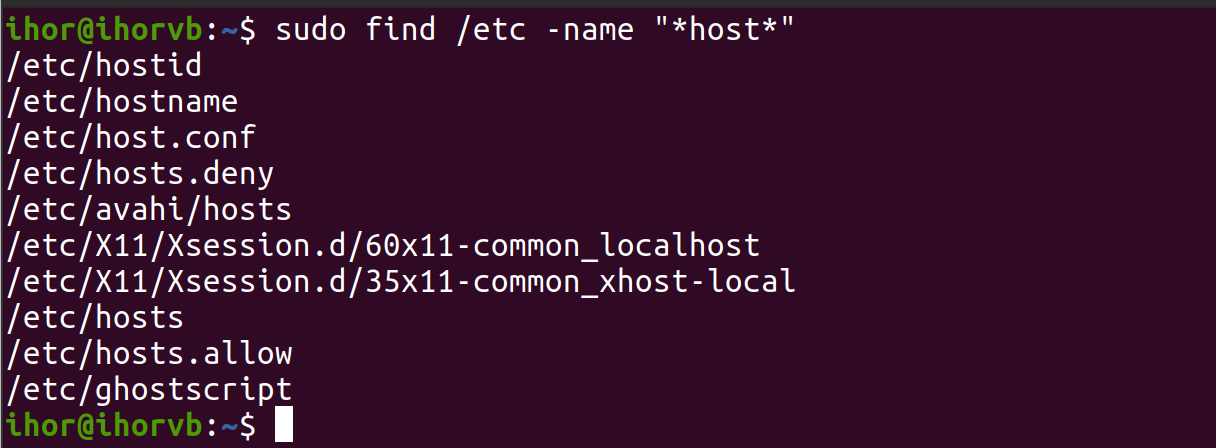 ihor@ihorvb:~$ sudo find /etc -name "*host*"
/etc/hostid
/etc/hostname
/etc/host.conf
/etc/hosts.deny
/etc/avahi/hosts
/etc/X11/Xsession.d/60x11-common_localhost
/etc/X11/Xsession.d/35x11-common_xhost-local
/etc/hosts
/etc/hosts.allow
/etc/ghostscript
ihor@ihorvb:~$